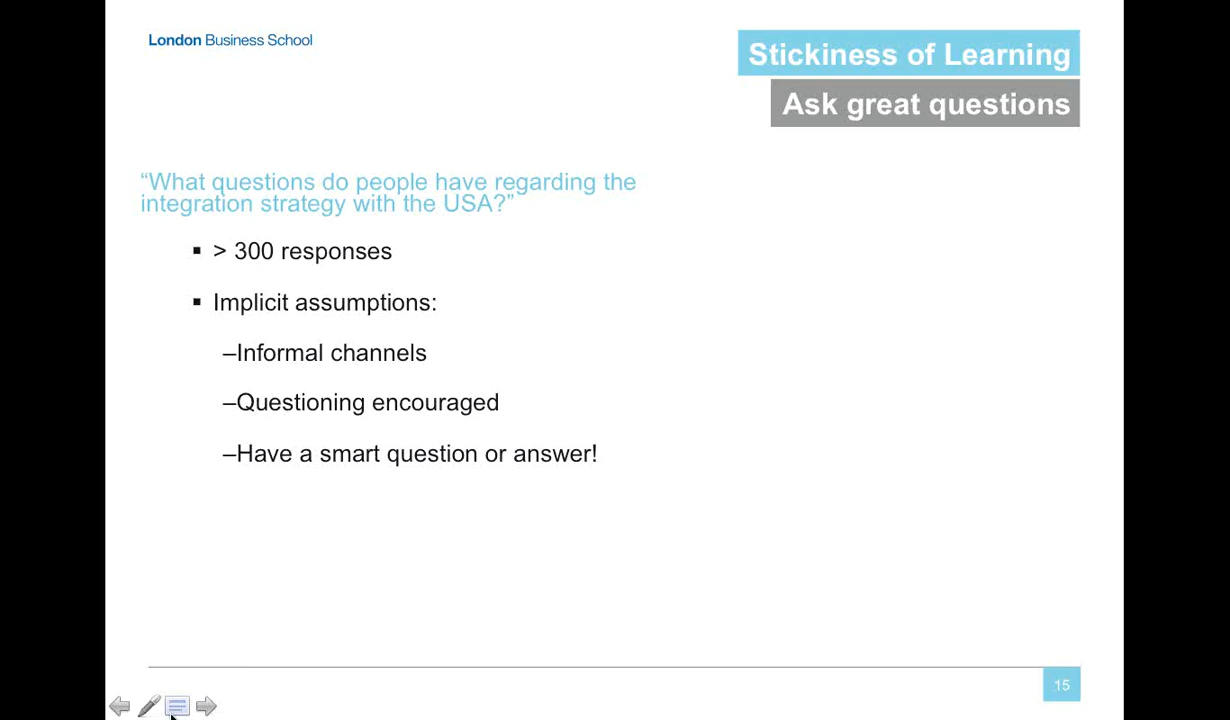 London Business School
Stickiness of Learning
Ask great questions
“What questions do people have regarding the
integration strategy with the USA?”
▪ > 300 responses
▪ Implicit assumptions:
–Informal channels
–Questioning encouraged
–Have a smart question or answer!
15